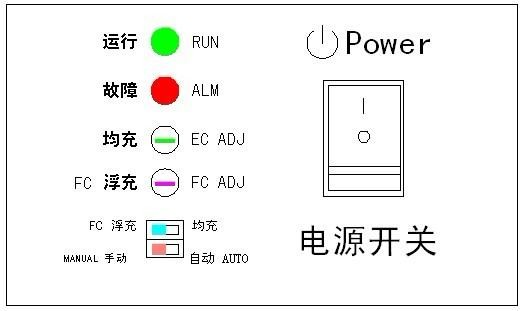 运行 RUN
故障 ALM
均充 EC ADJ
FC 浮充 FC ADJ
FC 浮充 均充
MANUAL 手动 自动 AUTO
Power
电源开关